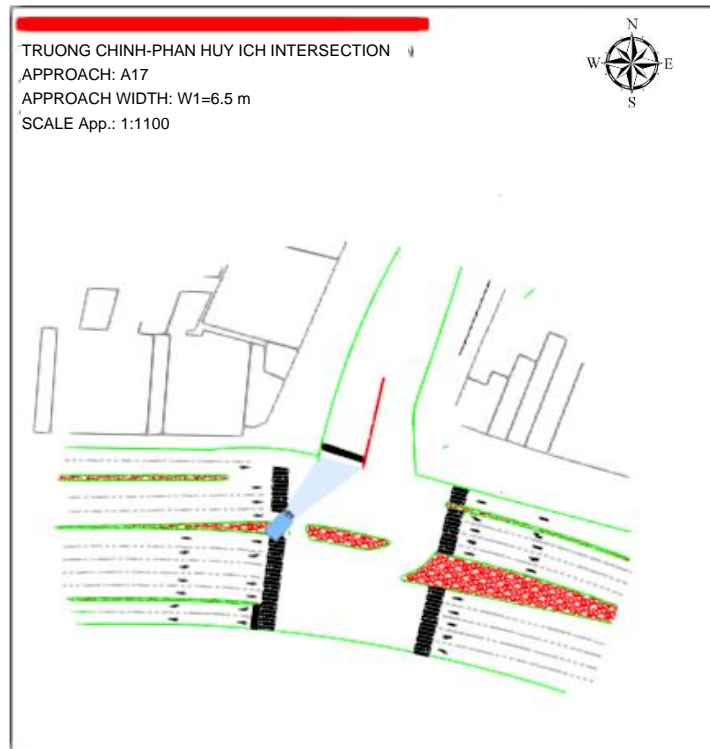 TRUONG CHINH-PHAN HUY ICH INTERSECTION
APPROACH: A17
APPROACH WIDTH: W1=6.5 m
SCALE App.: 1:1100
N
W E
S